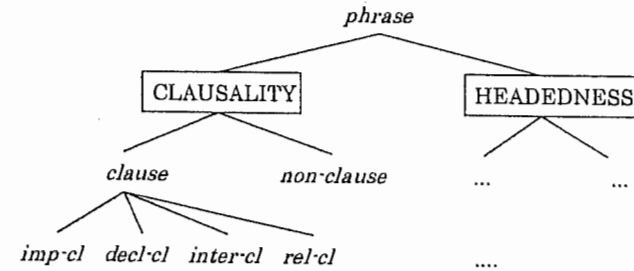 phrase
CLAUSALITY HEADEDNESS
clause non-clause ... ...
imp-cl decl-cl inter-cl rel-cl ....